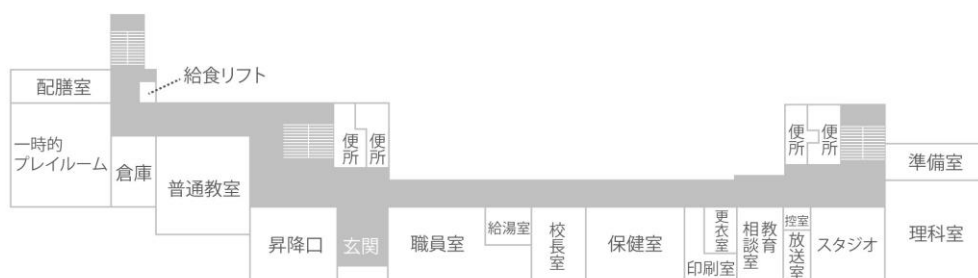 配膳室
給食リフト
一時的
プレイルーム
倉庫
普通教室
便所
便所
昇降口
玄関
職員室
給湯室
校長室
保健室
更衣室
印刷室
教育
相談室
控室
放送室
スタジオ
便所
便所
準備室
理科室